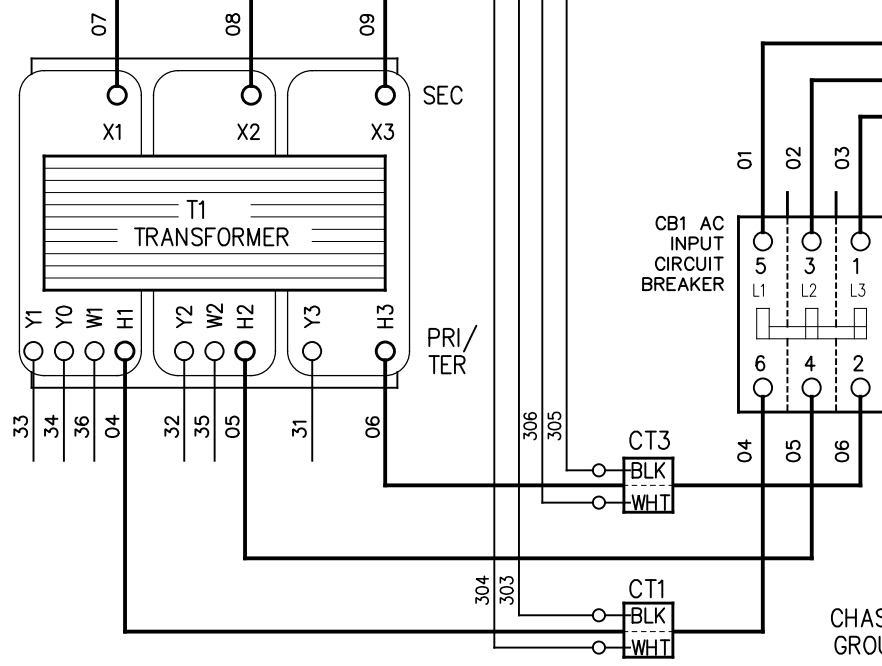 07
08
09
SEC
X1
X2
X3
T1
TRANSFORMER
Y1
Y0
W1
H1
Y2
W2
H2
Y3
H3
PRI/
TER
33
34
36
04
32
35
05
31
06
306
305
CT3
BLK
WHT
304
303
CT1
BLK
WHT
01
02
03
CB1 AC
INPUT
CIRCUIT
BREAKER
5
3
1
L1
L2
L3
6
4
2
04
05
06
CHAS
GROU